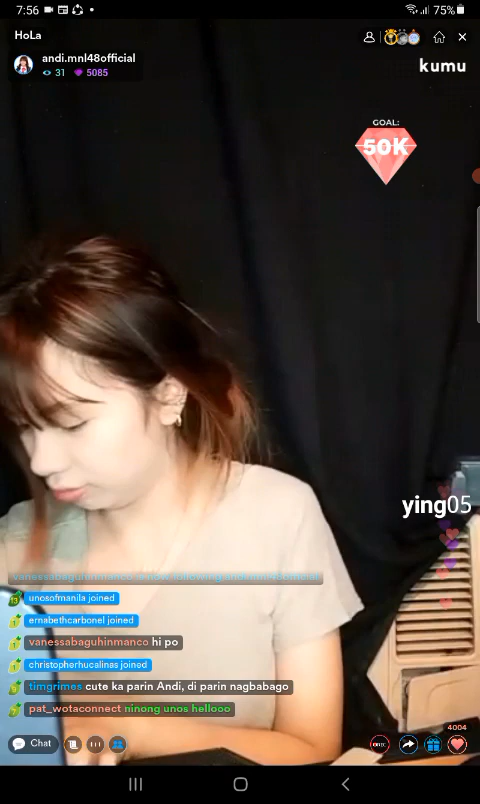 7:56
75%
HoLa
andi.mnl48official
31 5085
kumu
GOAL:
50K
ying05
unosofmanila joined
ernabethcarbonel joined
vanessabaguhinmanco hi po
christopherhucalinas joined
timgrimes cute ka parin Andi, di parin nagbabago
pat_wotaconnect ninong unos hellooo
4004
Chat